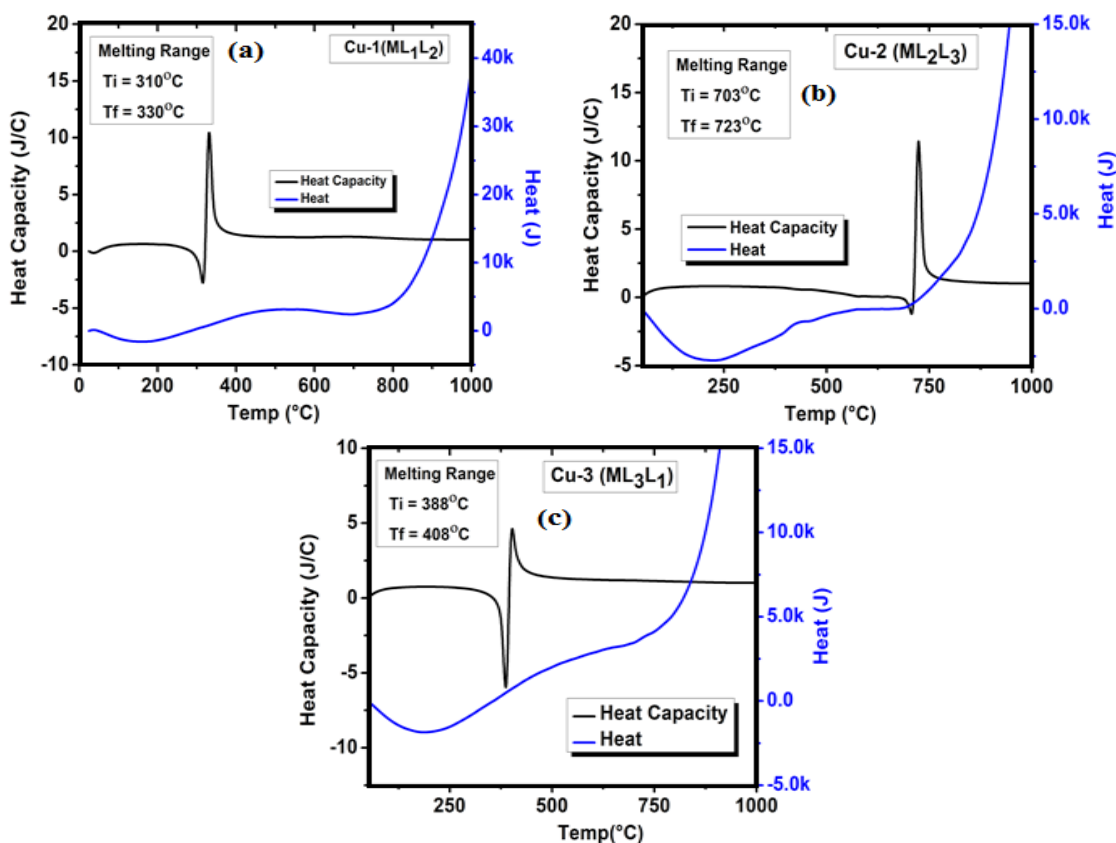 (a)
Cu-1(ML₁L₂)
Melting Range
Ti = 310°C
Tf = 330°C
Heat Capacity
Heat
20
15
10
5
0
-5
-10
Heat Capacity (J/C)
40k
30k
20k
10k
0
Heat (J)
0 200 400 600 800 1000
Temp (°C)
(b)
Cu-2 (ML₂L₃)
Melting Range
Ti = 703°C
Tf = 723°C
Heat Capacity
Heat
20
15
10
5
0
-5
Heat Capacity (J/C)
15.0k
10.0k
5.0k
0.0
Heat (J)
250 500 750 1000
Temp (°C)
(c)
Cu-3 (ML₃L₁)
Melting Range
Ti = 388°C
Tf = 408°C
Heat Capacity
Heat
10
5
0
-5
-10
Heat Capacity (J/C)
15.0k
10.0k
5.0k
0.0
-5.0k
Heat (J)
250 500 750 1000
Temp(°C)